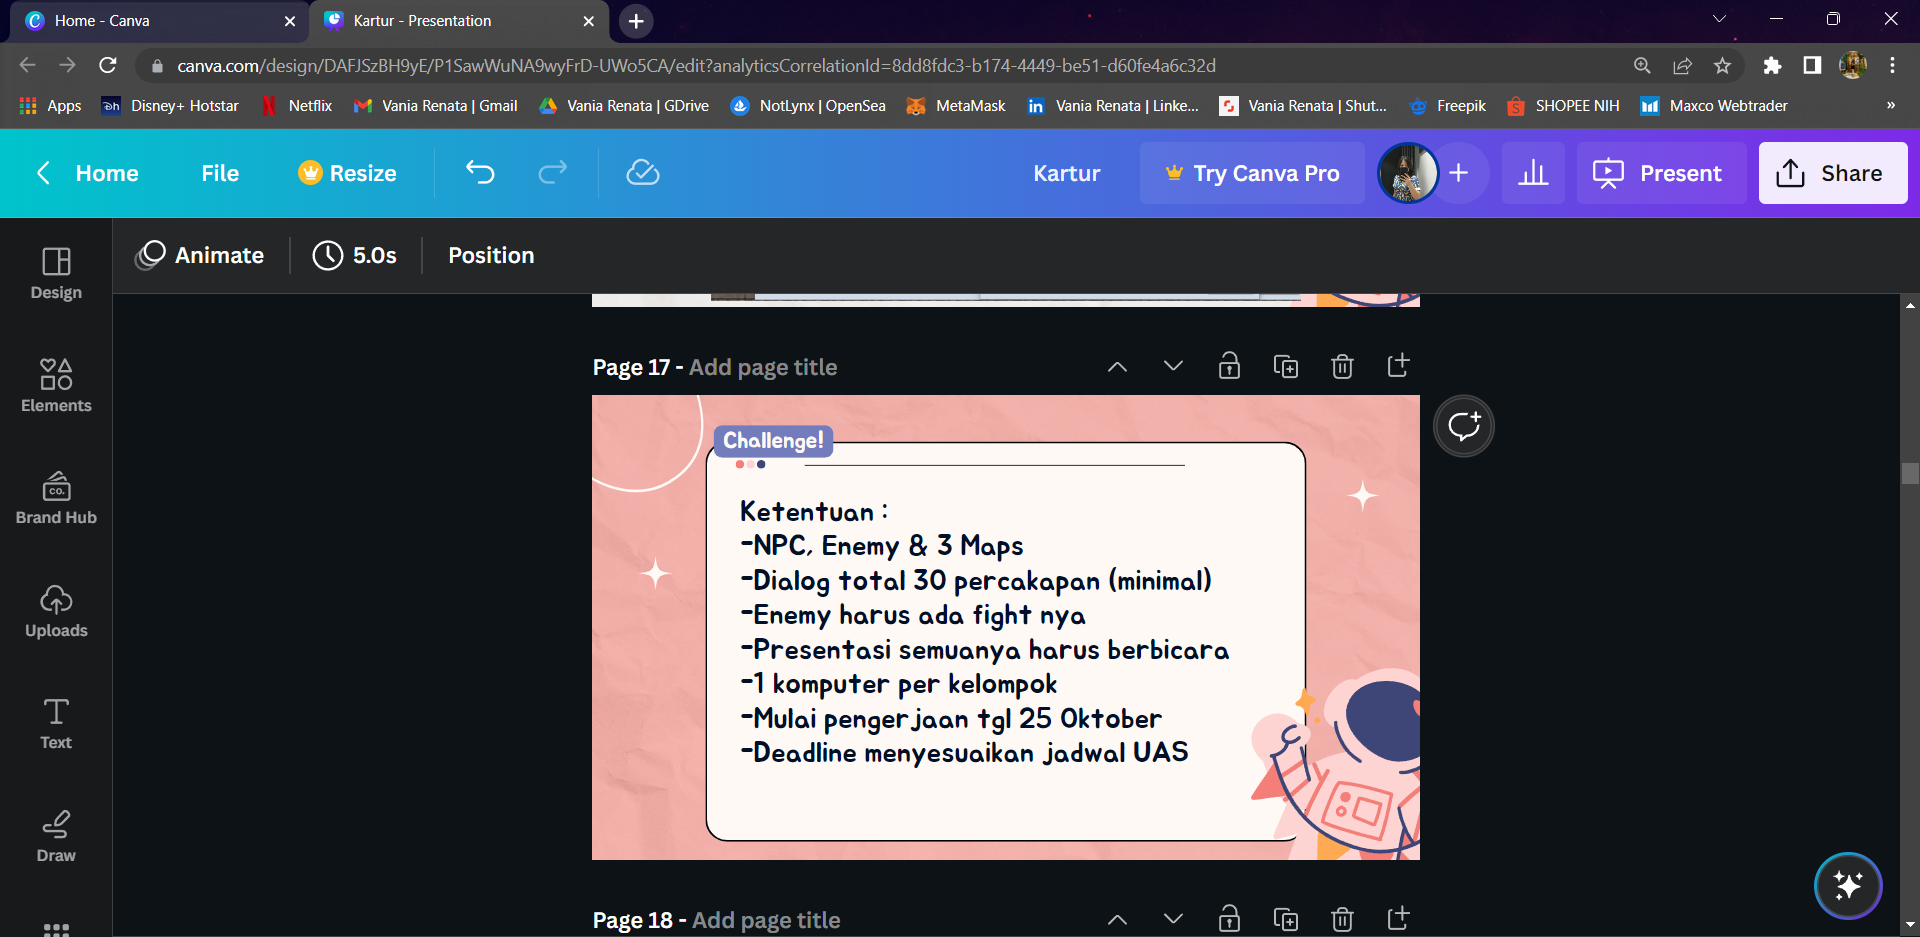 Home - Canva
Kartur - Presentation
canva.com/design/DAFJSzBH9yE/P1SawWuNA9wyFrD-UWo5CA/edit?analyticsCorrelationId=8dd8fdc3-b174-4449-be51-d60fe4a6c32d
Apps
Disney+ Hotstar
Netflix
Vania Renata | Gmail
Vania Renata | GDrive
NotLynx | OpenSea
MetaMask
Vania Renata | Linke...
Vania Renata | Shut...
Freepik
SHOPEE NIH
Maxco Webtrader
»
Home
File
Resize
Kartur
Try Canva Pro
Present
Share
Animate
5.0s
Position
Design
Elements
Brand Hub
Uploads
Text
Draw
Page 17 - Add page title
Challenge!
Ketentuan :
-NPC, Enemy & 3 Maps
-Dialog total 30 percakapan (minimal)
-Enemy harus ada fight nya
-Presentasi semuanya harus berbicara
-1 komputer per kelompok
-Mulai pengerjaan tgl 25 Oktober
-Deadline menyesuaikan jadwal UAS
Page 18 - Add page title